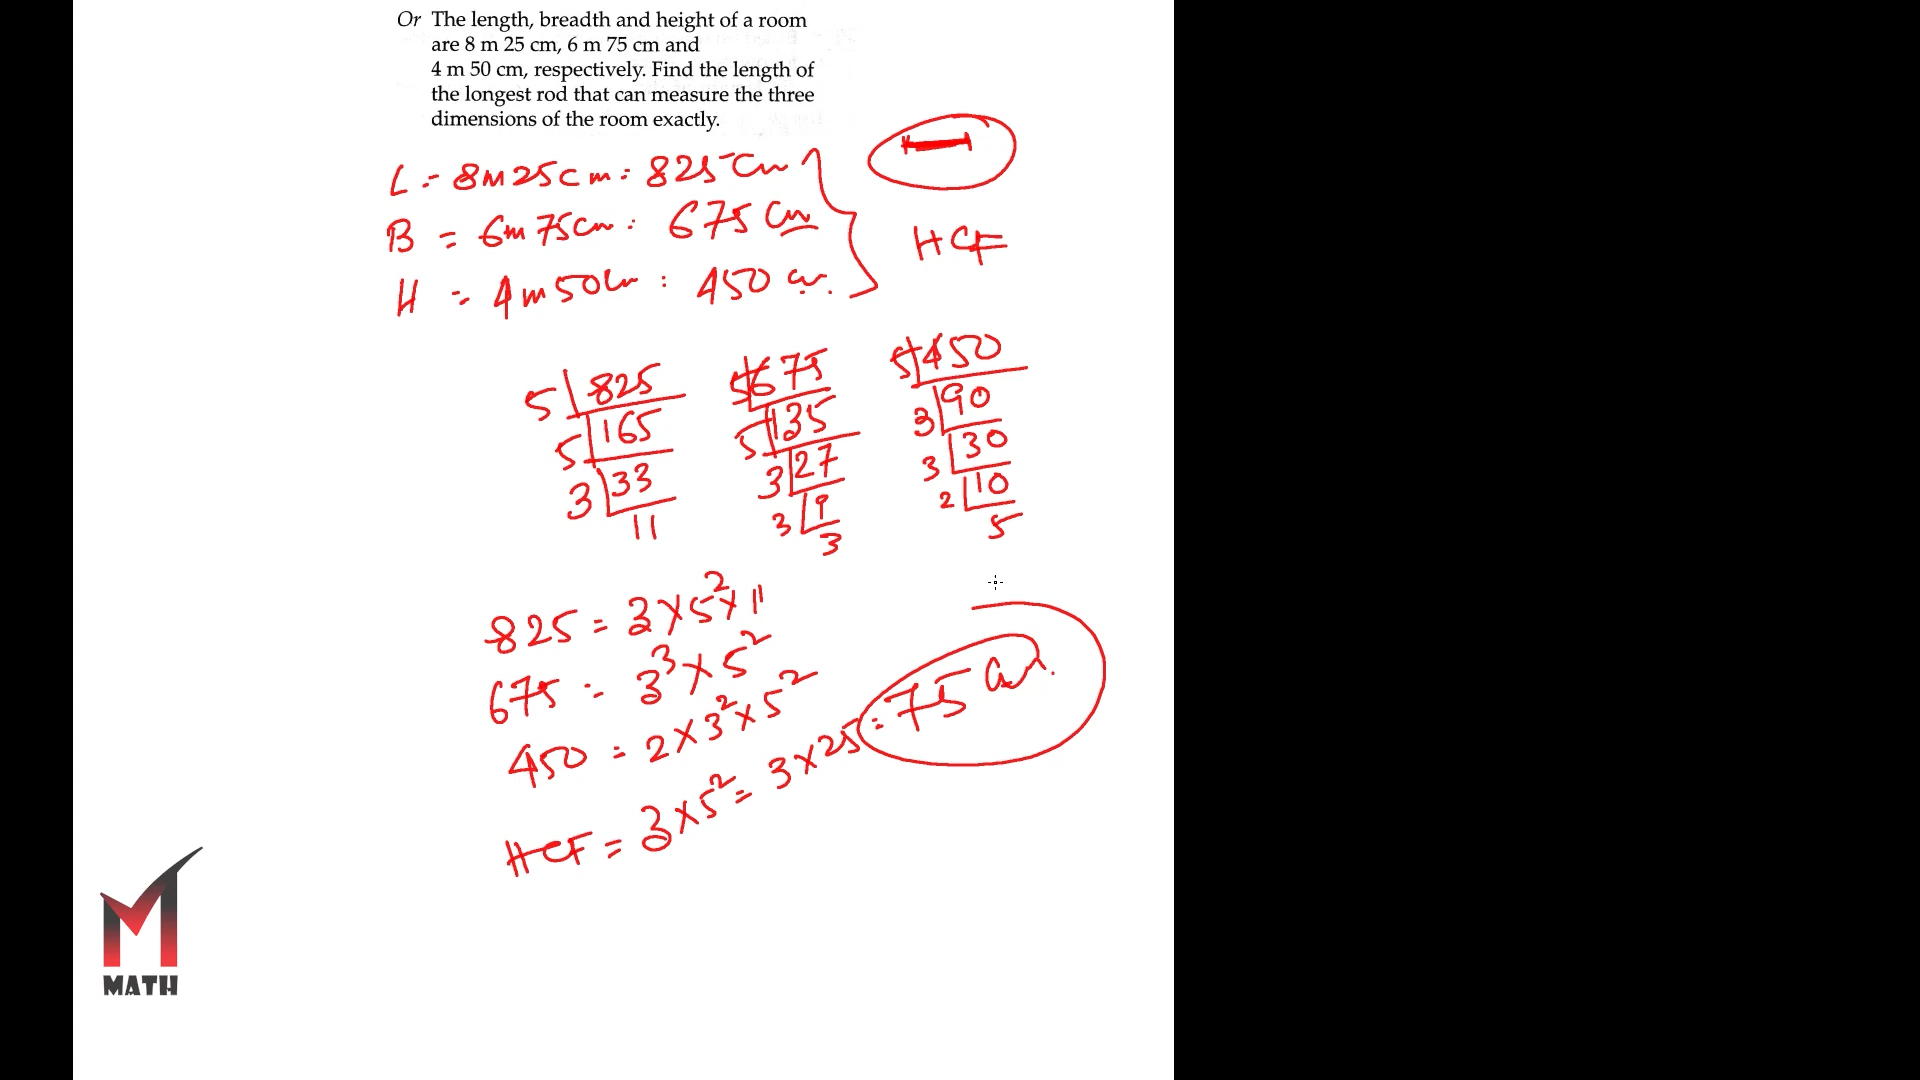 Or The length, breadth and height of a room
are 8 m 25 cm, 6 m 75 cm and
4 m 50 cm, respectively. Find the length of
the longest rod that can measure the three
dimensions of the room exactly.
L = 8m25cm = 825 cm
B = 6m75cm = 675 cm
H = 4m50cm = 450 cm.
HCF
5 825
5 165
3 33
11
5 675
5 135
3 27
3 9
3
5 450
3 90
3 30
2 10
5
825 = 3 × 5² × 11
675 = 3³ × 5²
450 = 2 × 3² × 5²
HCF = 3 × 5² = 3 × 25 = 75 cm.
M
MATH